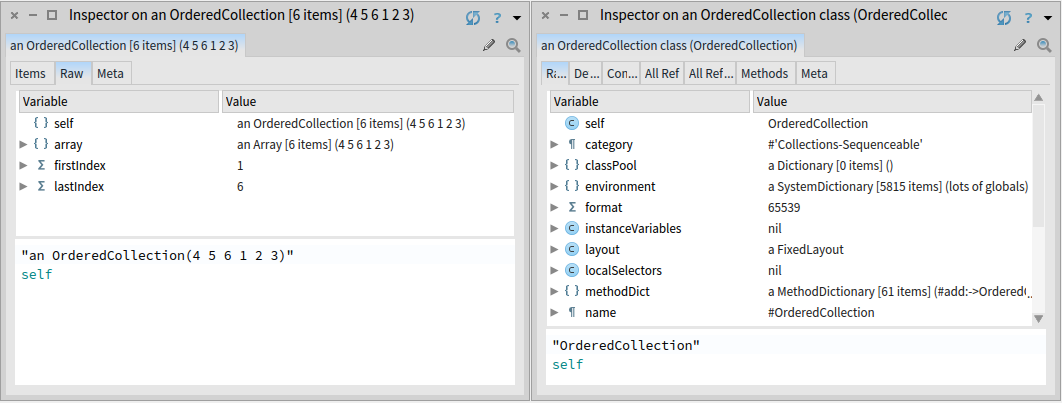 Inspector on an OrderedCollection [6 items] (4 5 6 1 2 3)
an OrderedCollection [6 items] (4 5 6 1 2 3)
Items Raw Meta
Variable Value
self an OrderedCollection [6 items] (4 5 6 1 2 3)
array an Array [6 items] (4 5 6 1 2 3)
firstIndex 1
lastIndex 6
"an OrderedCollection(4 5 6 1 2 3)"
self
Inspector on an OrderedCollection class (OrderedCollec
an OrderedCollection class (OrderedCollection)
Ra... De... Con... All Ref All Ref... Methods Meta
Variable Value
self OrderedCollection
category #'Collections-Sequenceable'
classPool a Dictionary [0 items] ()
environment a SystemDictionary [5815 items] (lots of globals)
format 65539
instanceVariables nil
layout a FixedLayout
localSelectors nil
methodDict a MethodDictionary [61 items] (#add:->Ordered(...
name #OrderedCollection
"OrderedCollection"
self